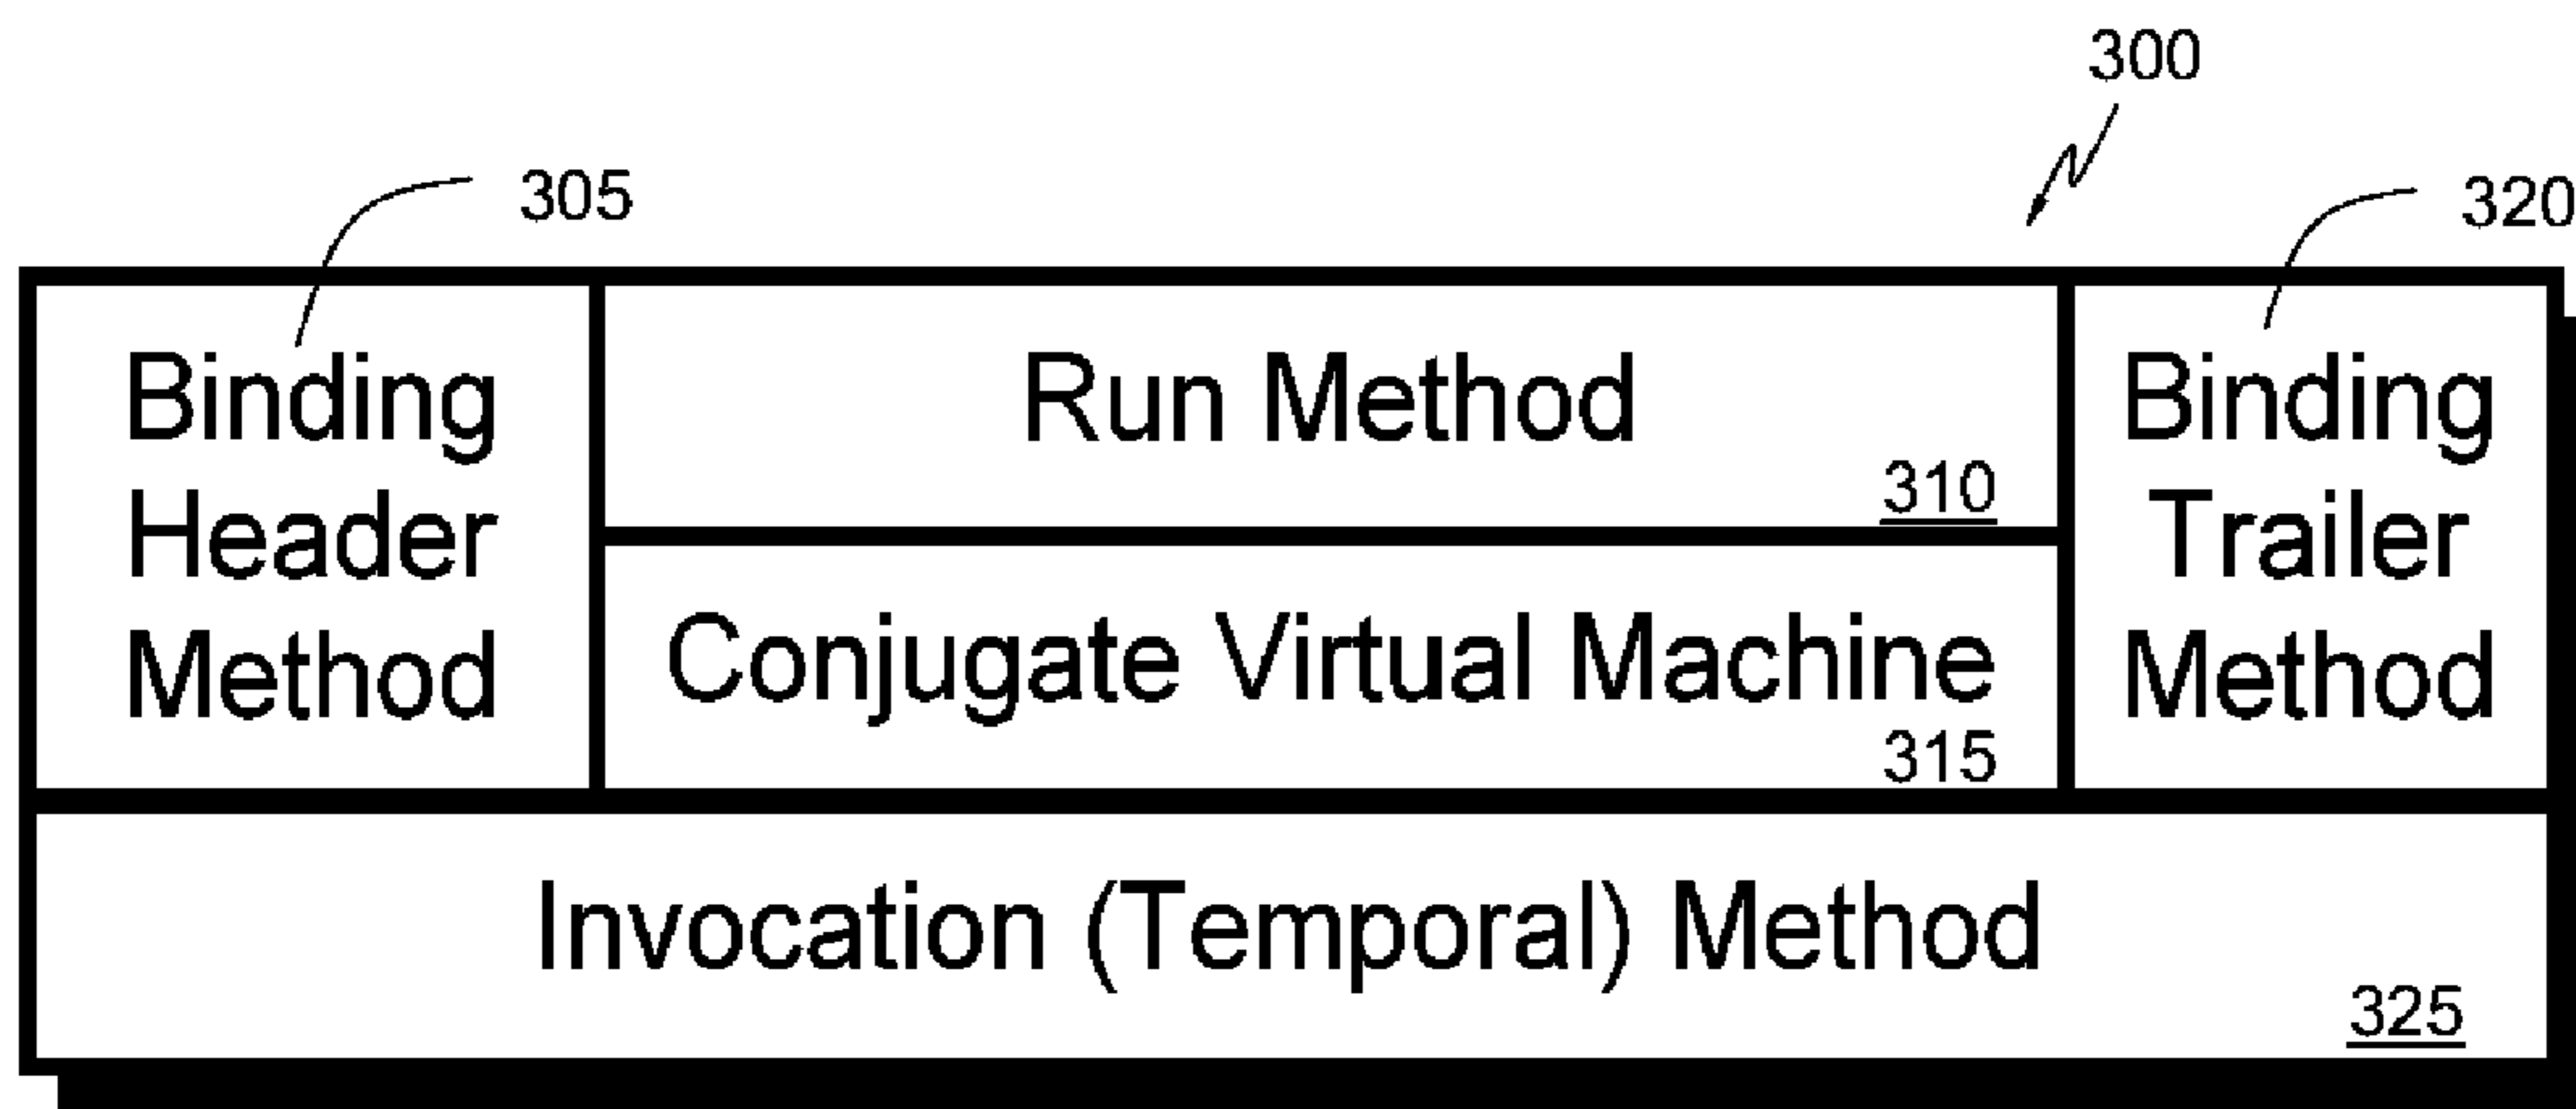 300
305
320
Binding
Header
Method
Run Method
310
Conjugate Virtual Machine
315
Binding
Trailer
Method
Invocation (Temporal) Method
325